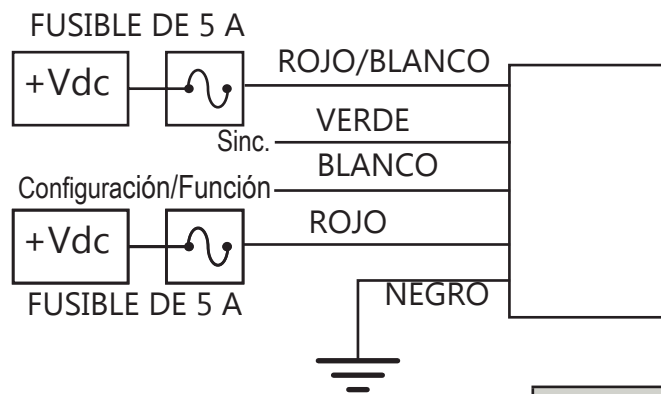 FUSIBLE DE 5 A
+Vdc
ROJO/BLANCO
VERDE
Sinc.
BLANCO
Configuración/Función
+Vdc
ROJO
NEGRO
FUSIBLE DE 5 A